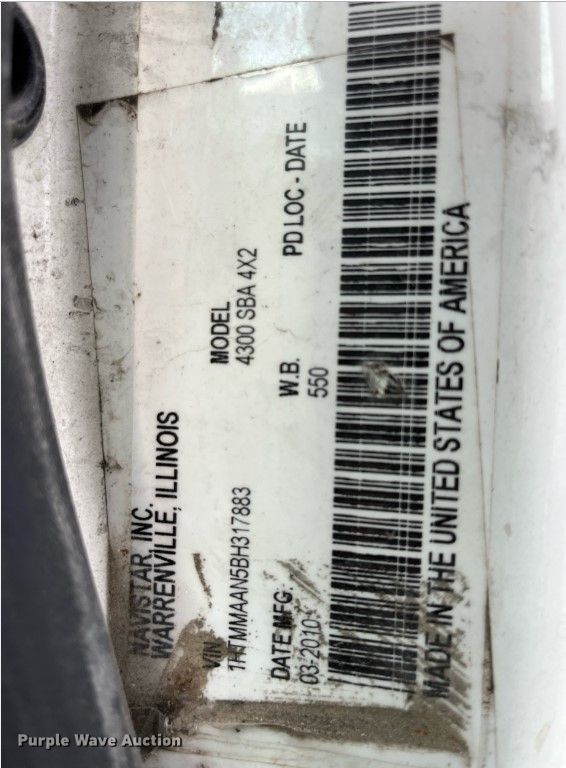 NAVISTAR, INC.
WARRENVILLE, ILLINOIS
VIN
1HTMMAAN5BH317883
MODEL
4300 SBA 4X2
DATE MFG.
03-2010
W.B.
550
PD LOC - DATE
MADE IN THE UNITED STATES OF AMERICA
Purple Wave Auction